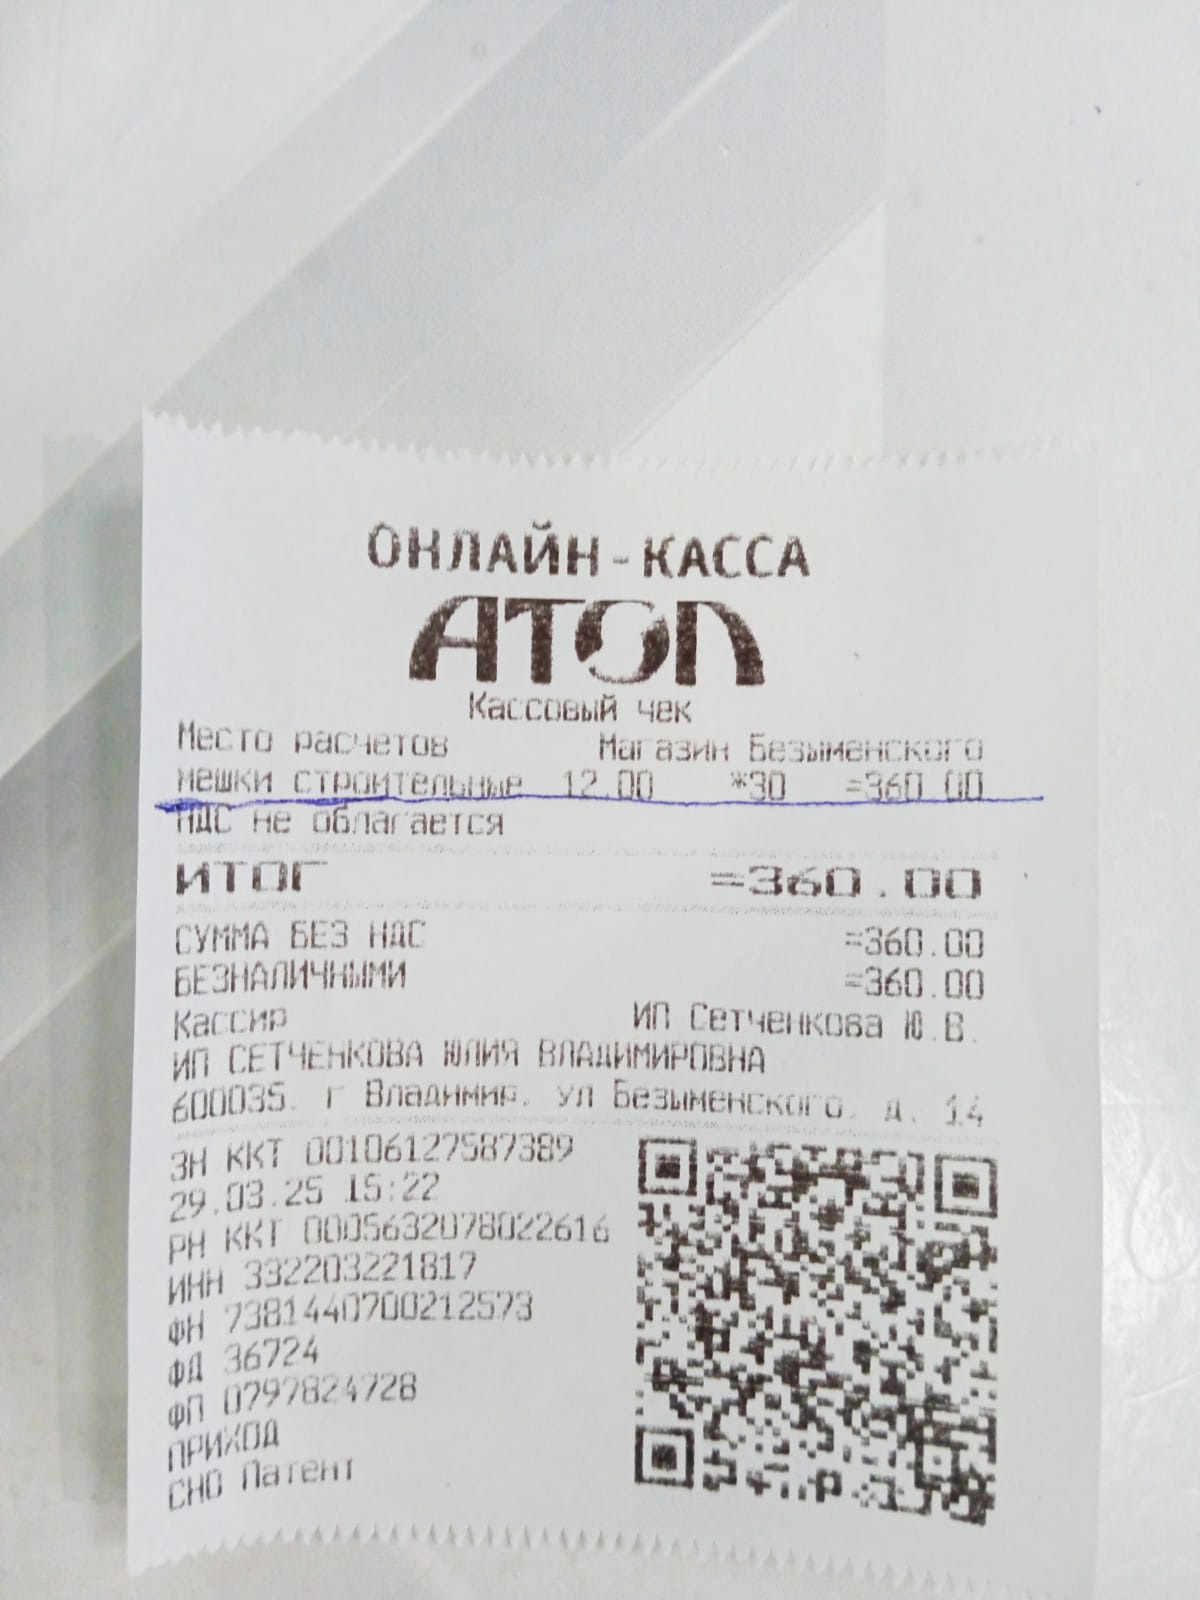 ОНЛАЙН-КАССА
АТОЛ
Кассовый чек
Место расчетов Магазин Безыменского
мешки строительные 12.00 *30 =360.00
НДС не облагается
ИТОГ =360.00
СУММА БЕЗ НДС =360.00
БЕЗНАЛИЧНЫМИ =360.00
Кассир ИП Сетченкова Ю.В.
ИП СЕТЧЕНКОВА ЮЛИЯ ВЛАДИМИРОВНА
600035, г Владимир, ул Безыменского, д. 14
ЗН ККТ 00106127587389
29.03.25 15:22
РН ККТ 0005632078022616
ИНН 332203221817
ФН 7381440700212573
ФД 36724
ФП 0797824728
ПРИХОД
СНО Патент